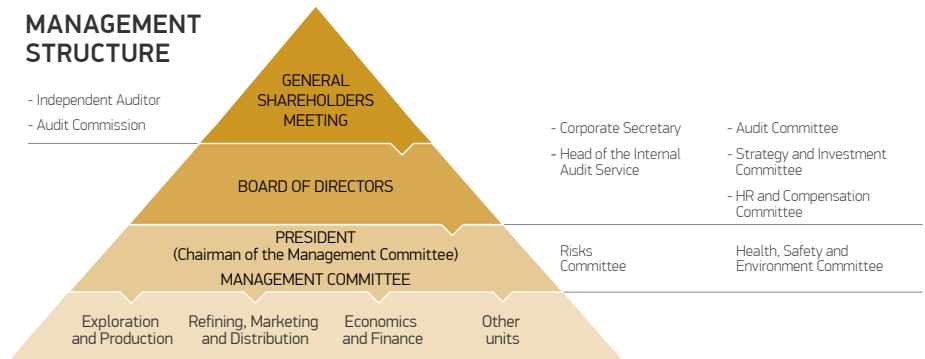 MANAGEMENT
STRUCTURE
- Independent Auditor
- Audit Commission
GENERAL
SHAREHOLDERS
MEETING
- Corporate Secretary
- Head of the Internal
Audit Service
- Audit Committee
- Strategy and Investment
Committee
- HR and Compensation
Committee
BOARD OF DIRECTORS
PRESIDENT
(Chairman of the Management Committee)
MANAGEMENT COMMITTEE
Risks
Committee
Health, Safety and
Environment Committee
Exploration
and Production
Refining, Marketing
and Distribution
Economics
and Finance
Other
units